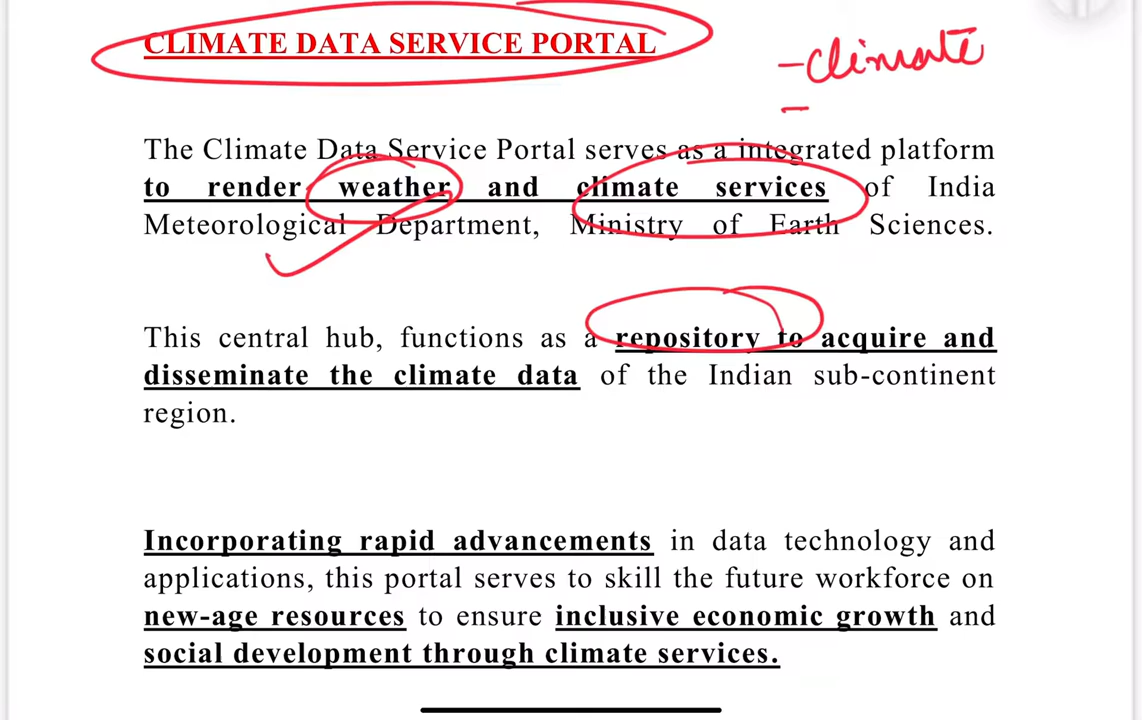 CLIMATE DATA SERVICE PORTAL
-climate
-
The Climate Data Service Portal serves as a integrated platform
to render weather and climate services of India
Meteorological Department, Ministry of Earth Sciences.
This central hub, functions as a repository to acquire and
disseminate the climate data of the Indian sub-continent
region.
Incorporating rapid advancements in data technology and
applications, this portal serves to skill the future workforce on
new-age resources to ensure inclusive economic growth and
social development through climate services.